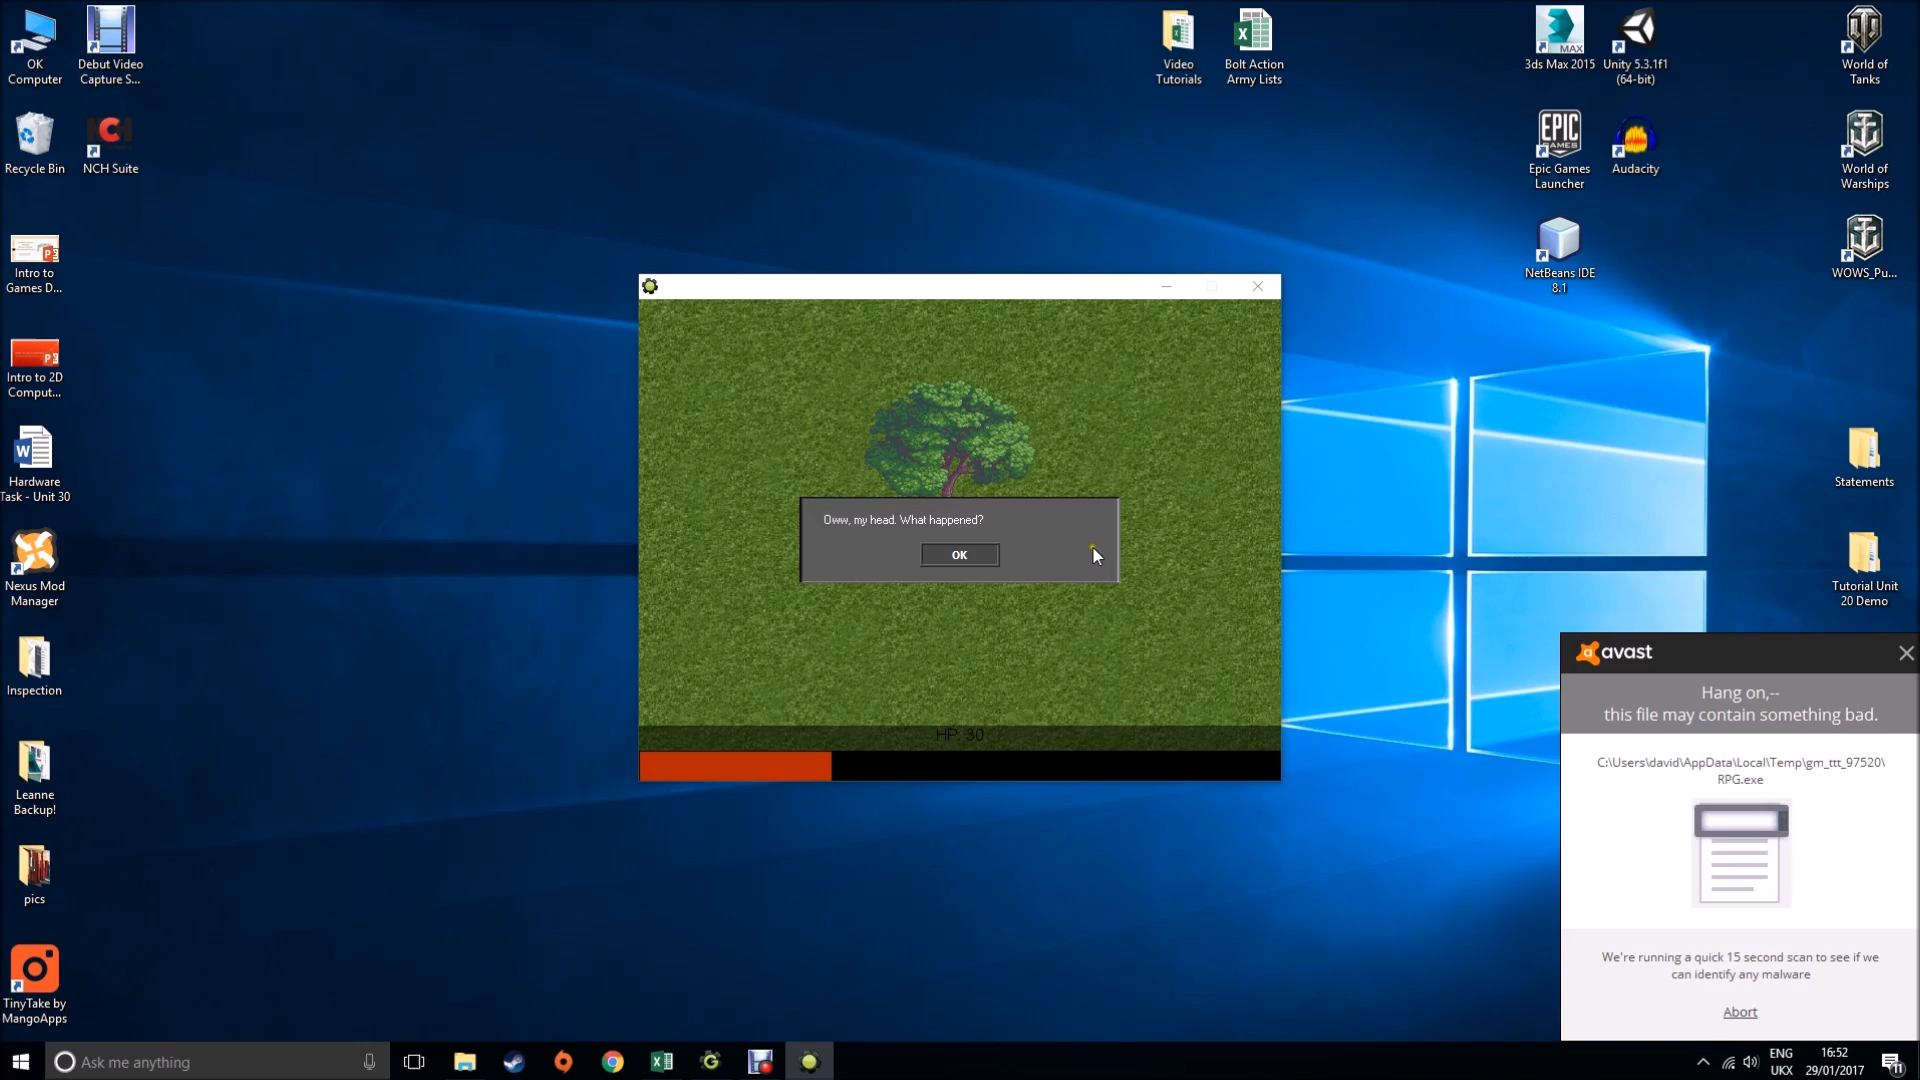 OK
Computer
Debut Video
Capture S...
Video
Tutorials
Bolt Action
Army Lists
MAX
3ds Max 2015
Unity 5.3.1f1
(64-bit)
World of
Tanks
Recycle Bin
NCH Suite
EPIC
GAMES
Epic Games
Launcher
Audacity
World of
Warships
Intro to
Games D...
NetBeans IDE
8.1
WOWS_Pu...
Intro to 2D
Comput...
Hardware
Task - Unit 30
Statements
Nexus Mod
Manager
Tutorial Unit
20 Demo
Inspection
Leanne
Backup!
pics
TinyTake by
MangoApps
Oww, my head. What happened?
OK
HP: 30
avast
Hang on,--
this file may contain something bad.
C:\Users\david\AppData\Local\Temp\gm_ttt_97520\
RPG.exe
We're running a quick 15 second scan to see if we
can identify any malware
Abort
Ask me anything
ENG
UKX
16:52
29/01/2017
11